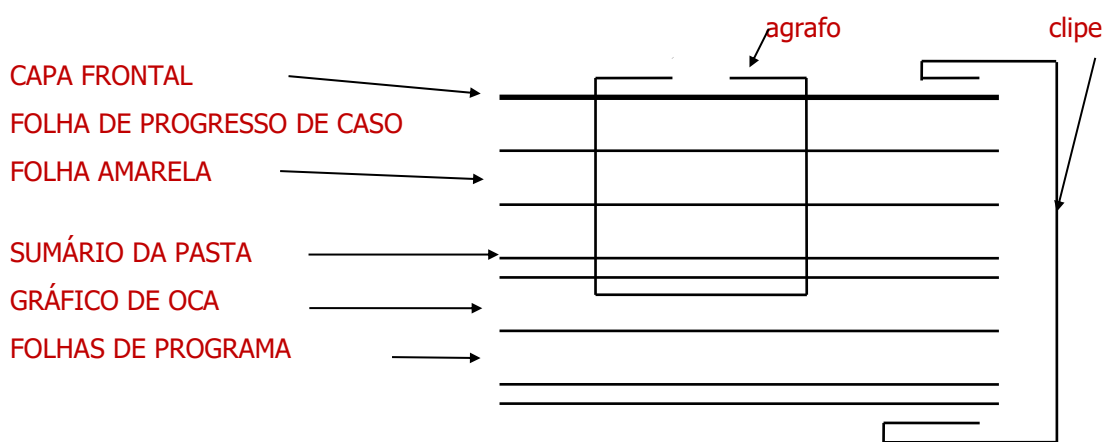 agrafo clipe
CAPA FRONTAL
FOLHA DE PROGRESSO DE CASO
FOLHA AMARELA
SUMÁRIO DA PASTA
GRÁFICO DE OCA
FOLHAS DE PROGRAMA